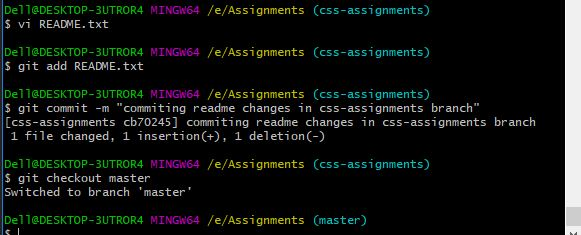 Dell@DESKTOP-3UTROR4 MINGW64 /e/Assignments (css-assignments)
$ vi README.txt
Dell@DESKTOP-3UTROR4 MINGW64 /e/Assignments (css-assignments)
$ git add README.txt
Dell@DESKTOP-3UTROR4 MINGW64 /e/Assignments (css-assignments)
$ git commit -m "commiting readme changes in css-assignments branch"
[css-assignments cb70245] commiting readme changes in css-assignments branch
1 file changed, 1 insertion(+), 1 deletion(-)
Dell@DESKTOP-3UTROR4 MINGW64 /e/Assignments (css-assignments)
$ git checkout master
Switched to branch 'master'
Dell@DESKTOP-3UTROR4 MINGW64 /e/Assignments (master)
$